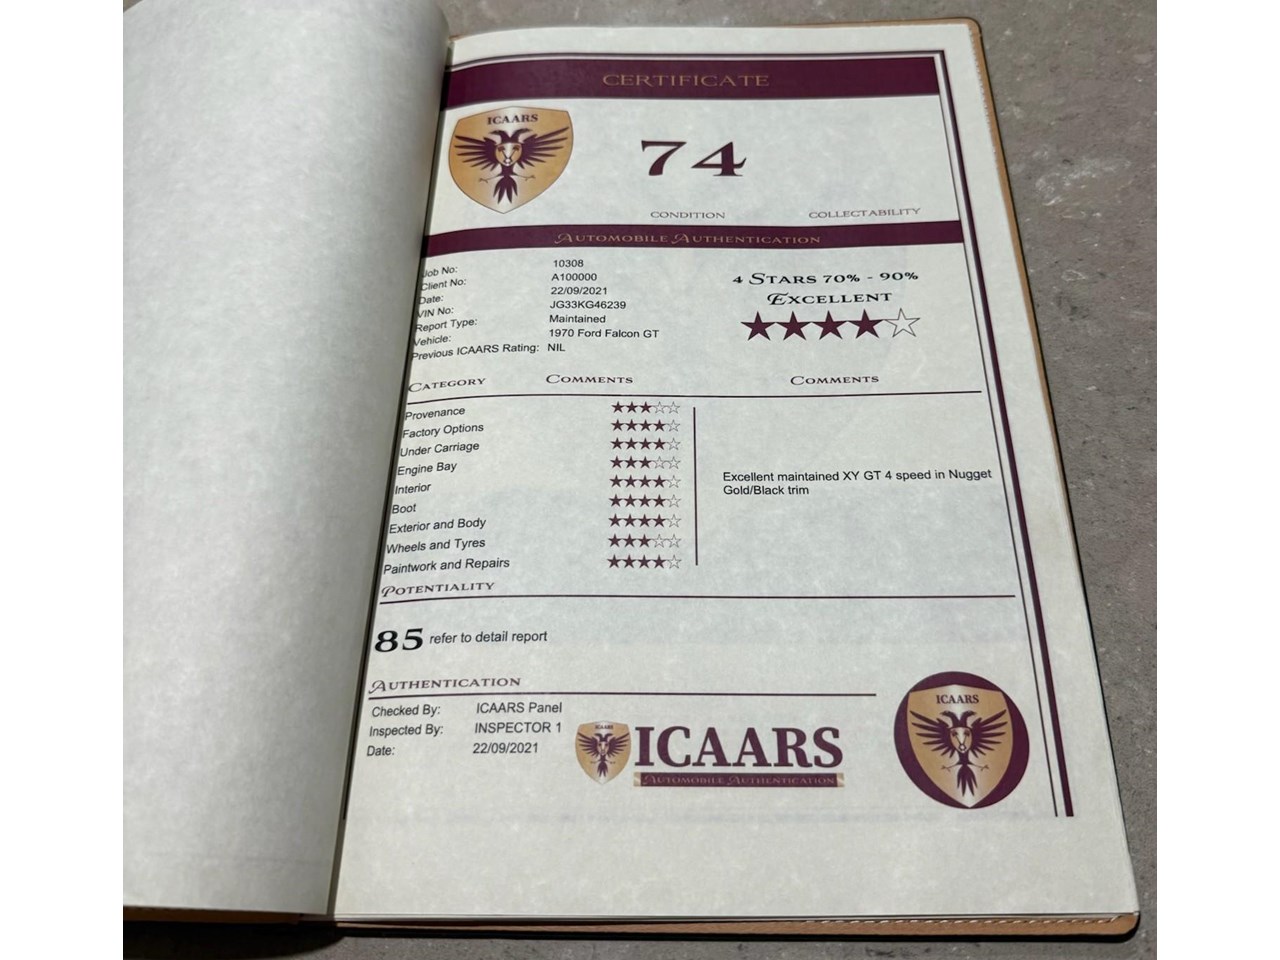 CERTIFICATE
ICAARS
74
CONDITION
COLLECTABILITY
Automobile Authentication
Job No: 10308
Client No: A100000
Date: 22/09/2021
VIN No: JG33KG46239
Report Type: Maintained
Vehicle: 1970 Ford Falcon GT
Previous ICAARS Rating: NIL
4 Stars 70% - 90%
Excellent
Category Comments Comments
Provenance
Factory Options
Under Carriage
Engine Bay
Interior
Boot
Exterior and Body
Wheels and Tyres
Paintwork and Repairs
Excellent maintained XY GT 4 speed in Nugget
Gold/Black trim
Potentiality
85 refer to detail report
Authentication
Checked By: ICAARS Panel
Inspected By: INSPECTOR 1
Date: 22/09/2021
ICAARS
ICAARS
Automobile Authentication
ICAARS